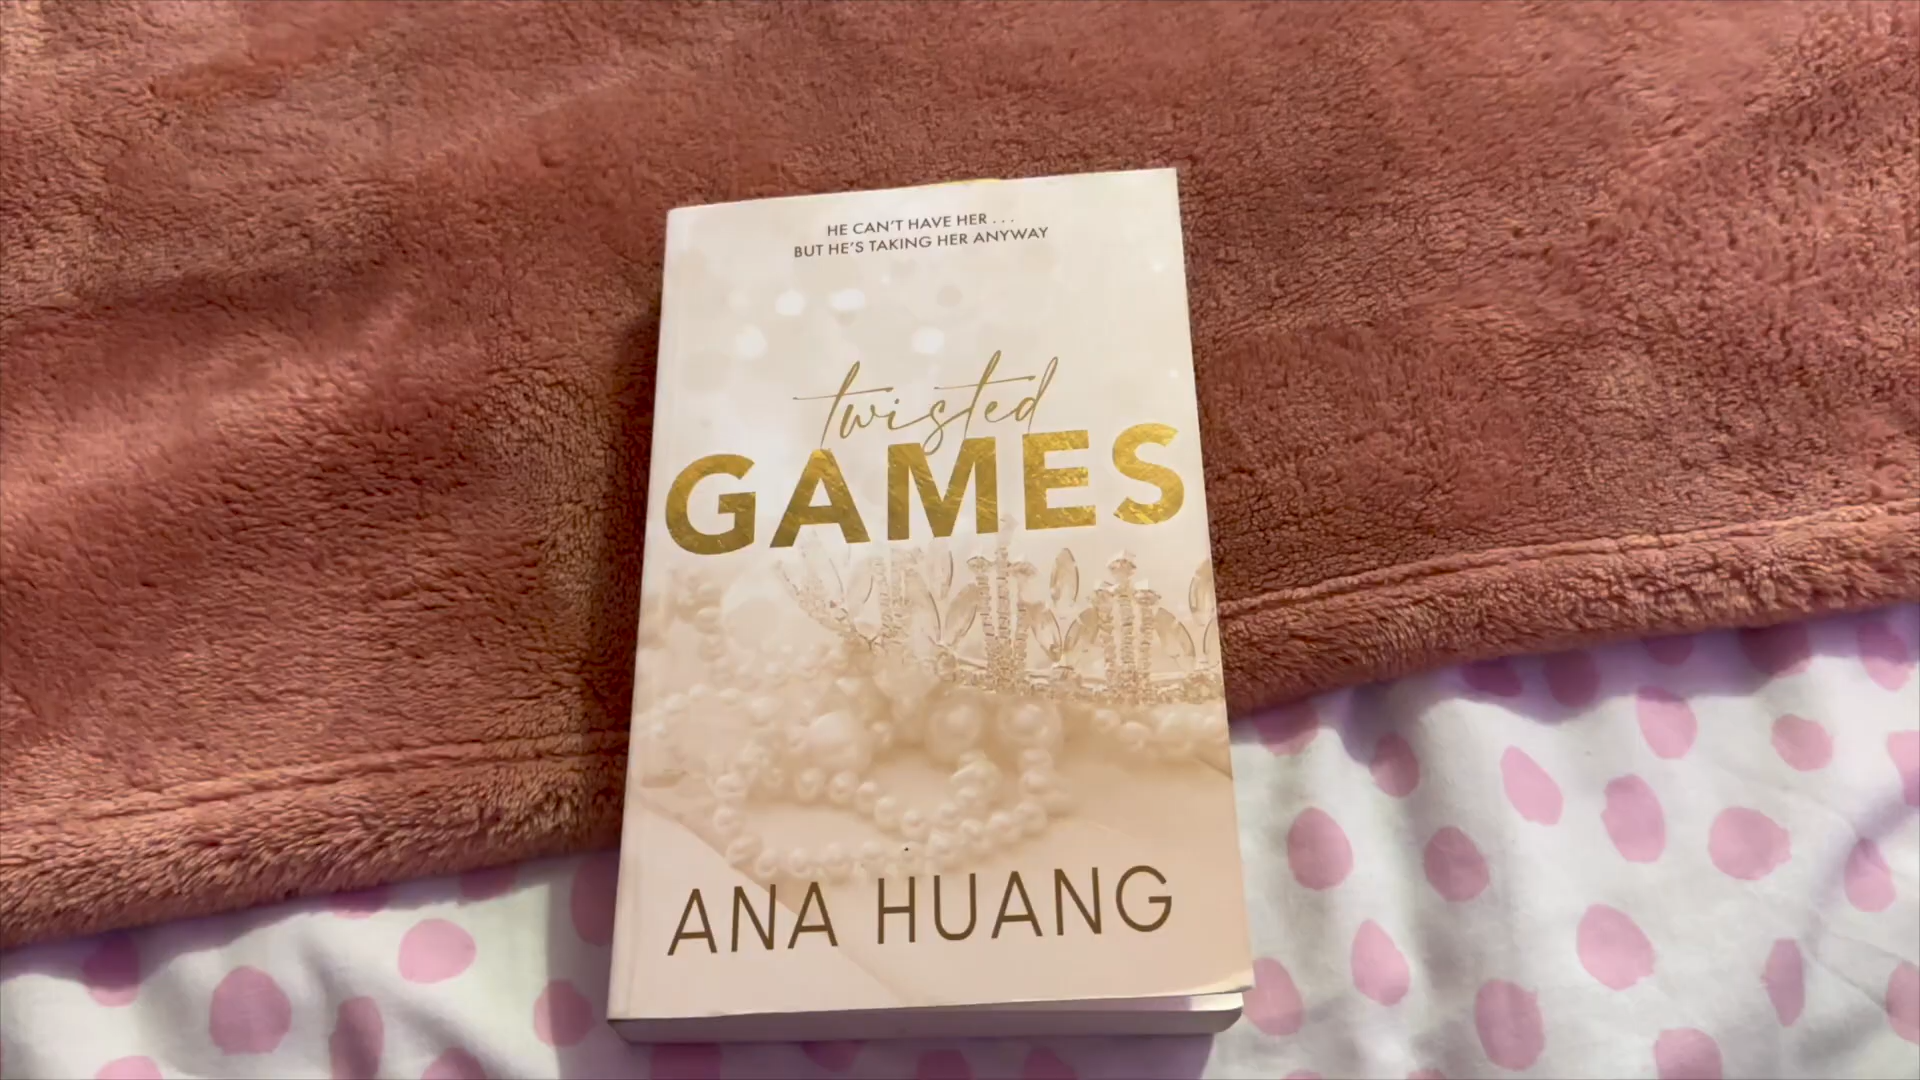 HE CAN'T HAVE HER . . .
BUT HE'S TAKING HER ANYWAY
twisted
GAMES
ANA HUANG